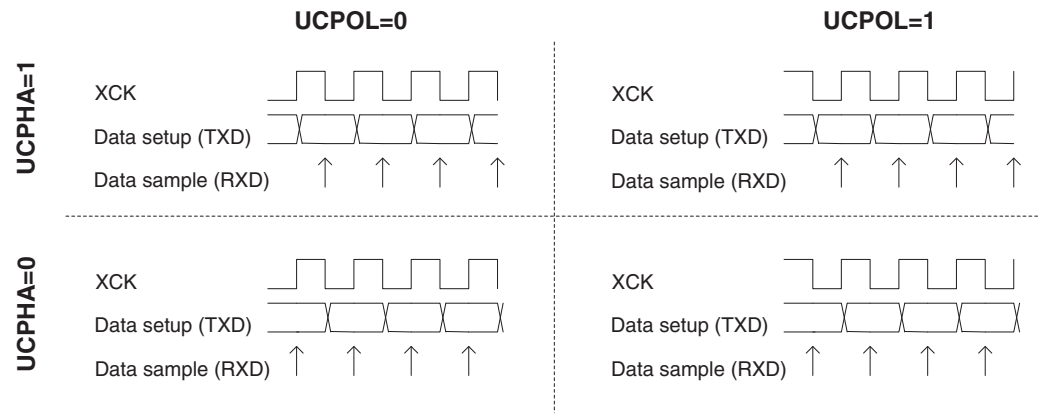 UCPOL=0
UCPOL=1
UCPHA=1
XCK
Data setup (TXD)
Data sample (RXD)
XCK
Data setup (TXD)
Data sample (RXD)
UCPHA=0
XCK
Data setup (TXD)
Data sample (RXD)
XCK
Data setup (TXD)
Data sample (RXD)